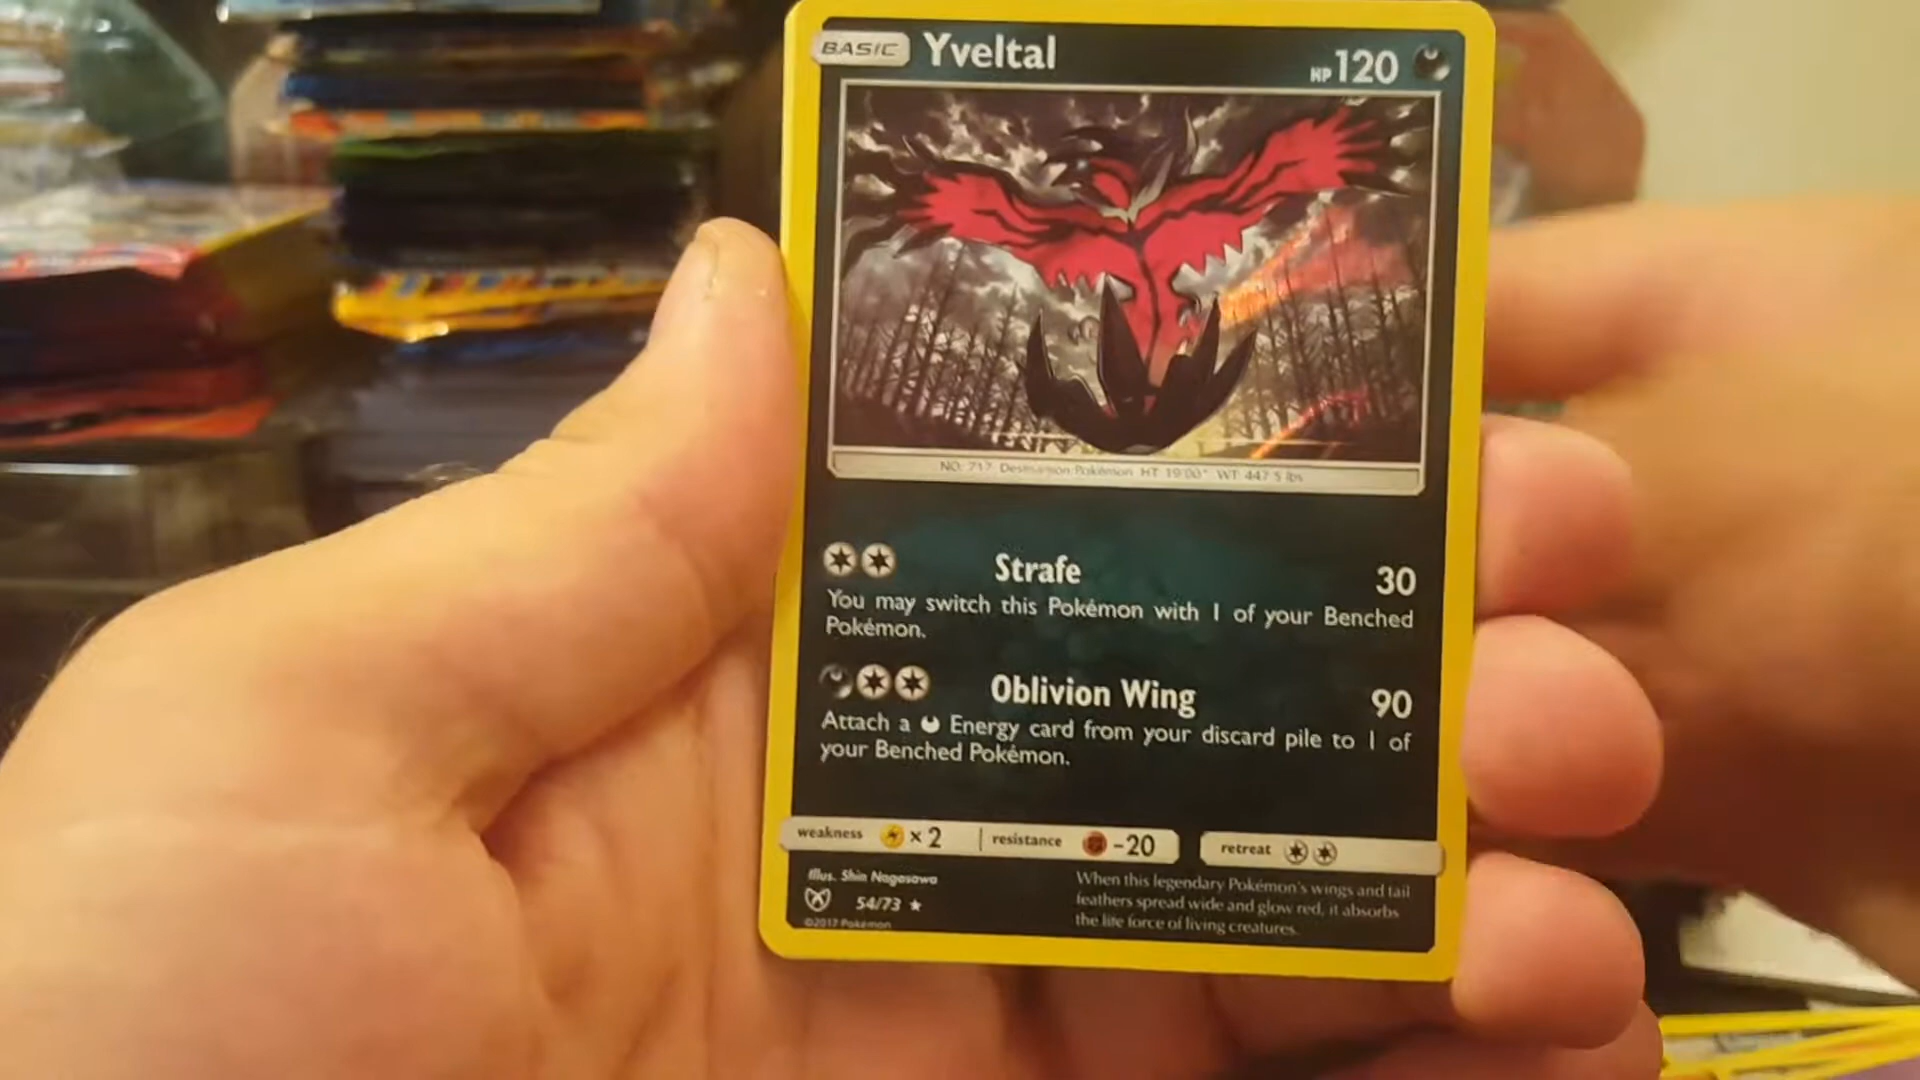 BASIC Yveltal HP 120
NO: 717 Destruction Pokémon HT: 19'00" WT: 447.5 lbs
Strafe 30
You may switch this Pokémon with 1 of your Benched
Pokémon.
Oblivion Wing 90
Attach a Energy card from your discard pile to 1 of
your Benched Pokémon.
weakness × 2 resistance -20 retreat
Illus. Shin Nagasawa
54/73
©2017 Pokémon
When this legendary Pokémon's wings and tail
feathers spread wide and glow red, it absorbs
the life force of living creatures.